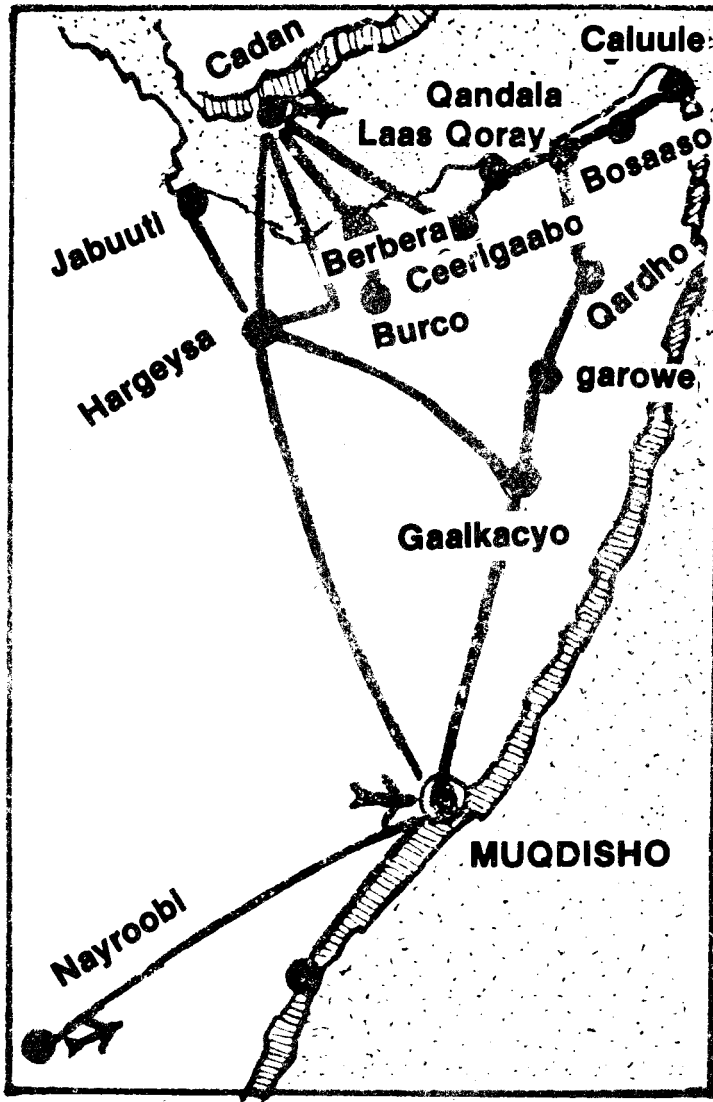 Cadan
Caluule
Qandala
Laas Qoray
Bosaaso
Jabuuti
Berbera
Ceerigaabo
Qardho
Burco
Hargeysa
garowe
Gaalkacyo
MUQDISHO
Nayroobi